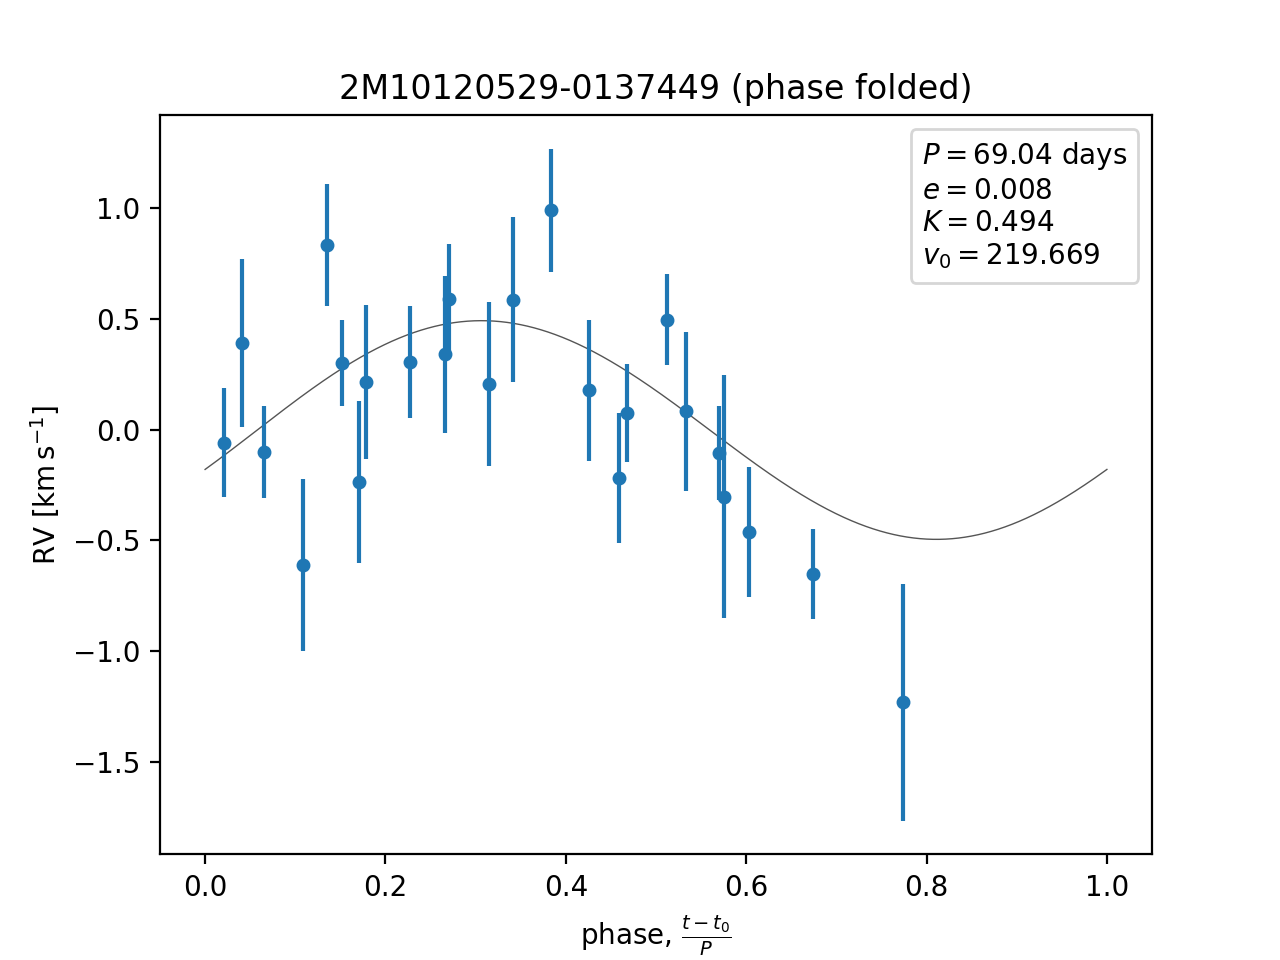 2M10120529-0137449 (phase folded)
P = 69.04 days
e = 0.008
K = 0.494
v₀ = 219.669
1.0
0.5
0.0
−0.5
−1.0
−1.5
RV [km s⁻¹]
0.0 0.2 0.4 0.6 0.8 1.0
phase, (t − t₀)/P